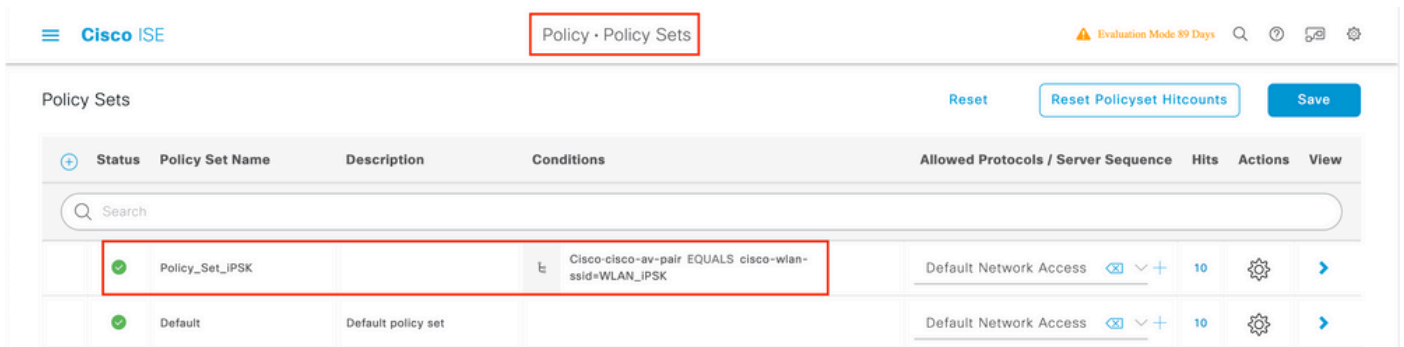 Cisco ISE
Policy · Policy Sets
Evaluation Mode 89 Days
Policy Sets
Reset
Reset Policyset Hitcounts
Save
Status Policy Set Name Description Conditions Allowed Protocols / Server Sequence Hits Actions View
Search
Policy_Set_iPSK
Cisco-cisco-av-pair EQUALS cisco-wlan-
ssid=WLAN_iPSK
Default Network Access
10
Default
Default policy set
Default Network Access
10